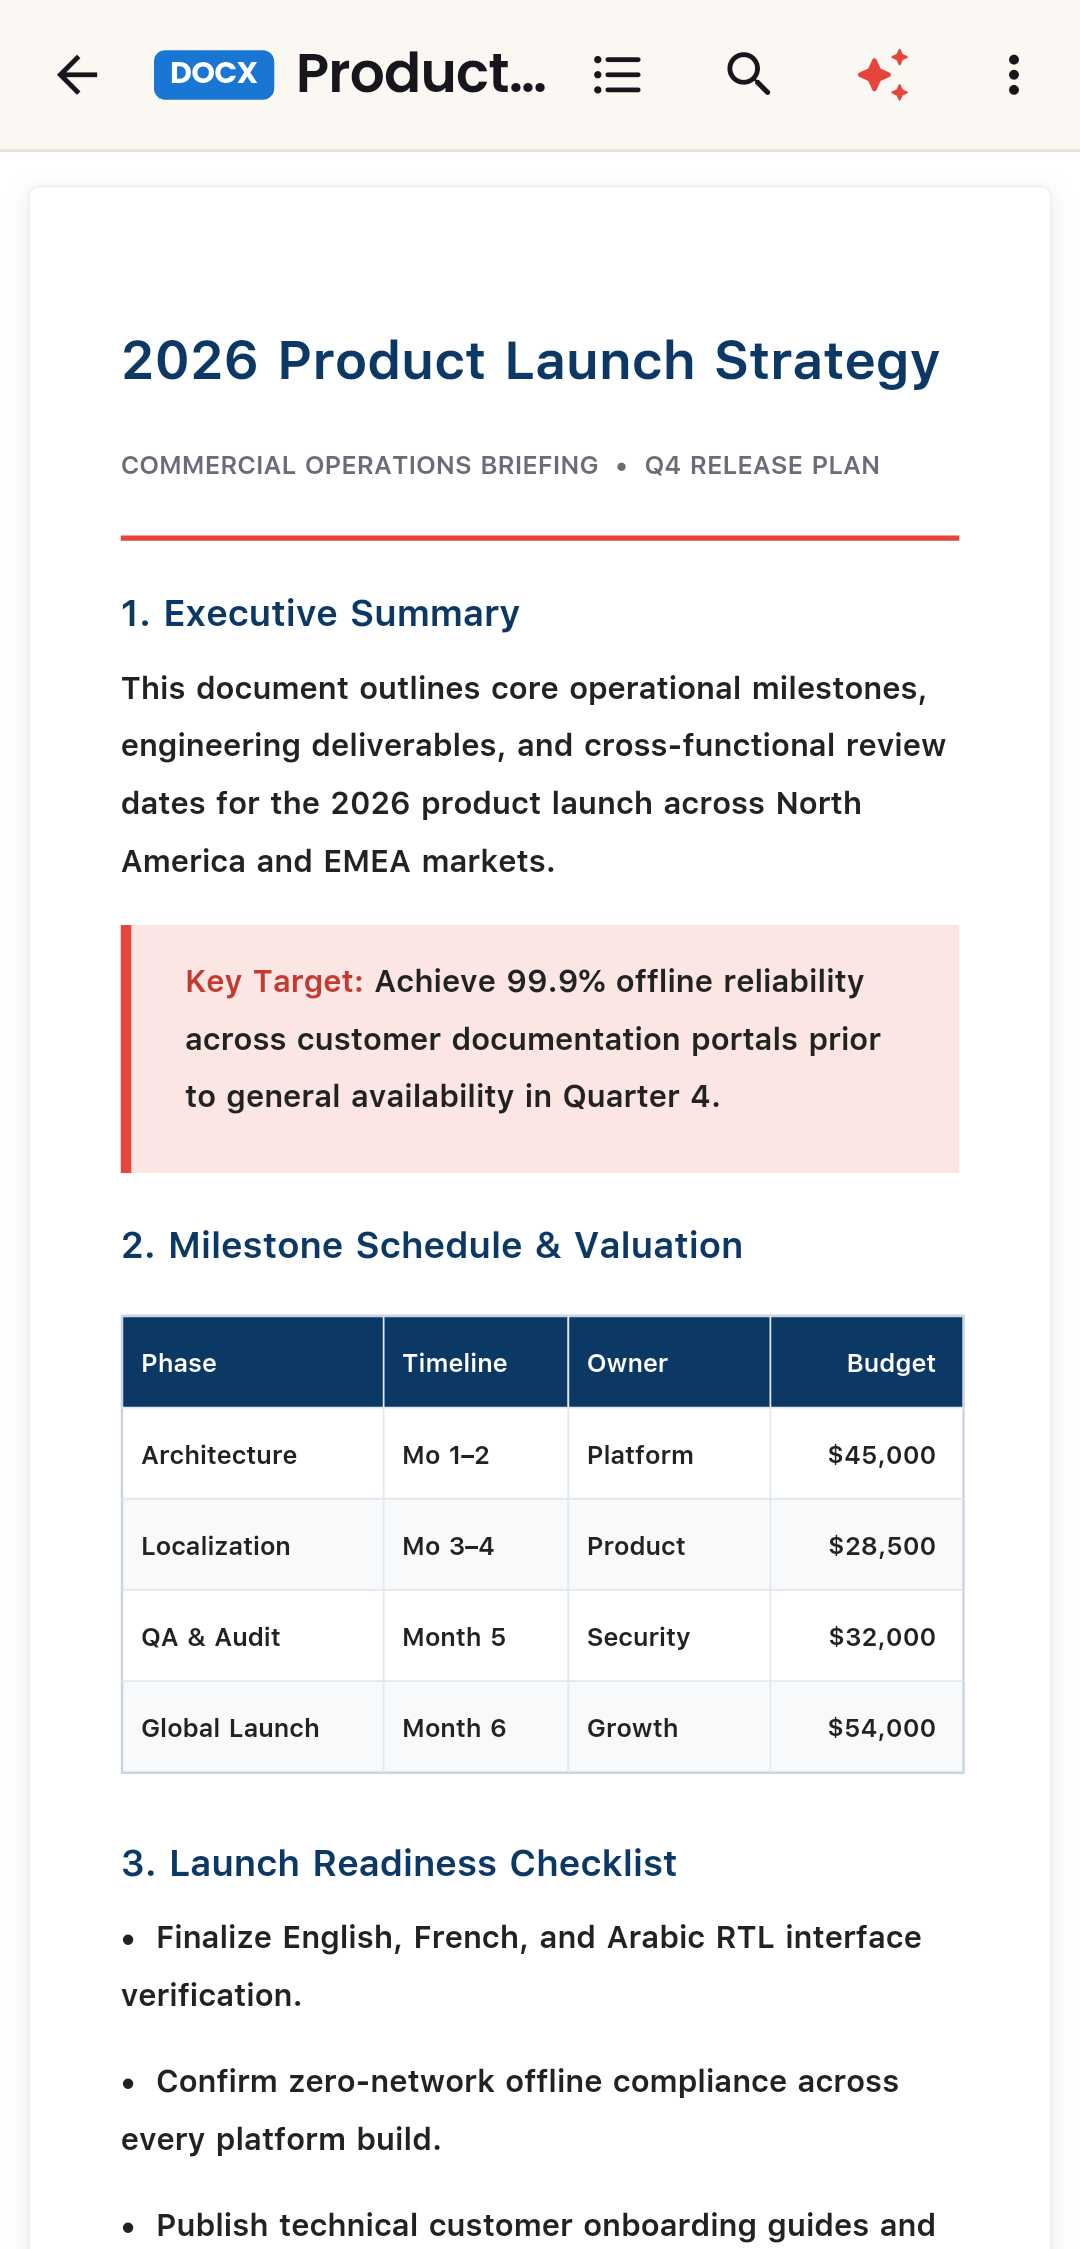 DOCX Product...
2026 Product Launch Strategy
COMMERCIAL OPERATIONS BRIEFING • Q4 RELEASE PLAN
1. Executive Summary
This document outlines core operational milestones,
engineering deliverables, and cross-functional review
dates for the 2026 product launch across North
America and EMEA markets.
Key Target: Achieve 99.9% offline reliability
across customer documentation portals prior
to general availability in Quarter 4.
2. Milestone Schedule & Valuation
Phase Timeline Owner Budget
Architecture Mo 1–2 Platform $45,000
Localization Mo 3–4 Product $28,500
QA & Audit Month 5 Security $32,000
Global Launch Month 6 Growth $54,000
3. Launch Readiness Checklist
• Finalize English, French, and Arabic RTL interface
verification.
• Confirm zero-network offline compliance across
every platform build.
• Publish technical customer onboarding guides and